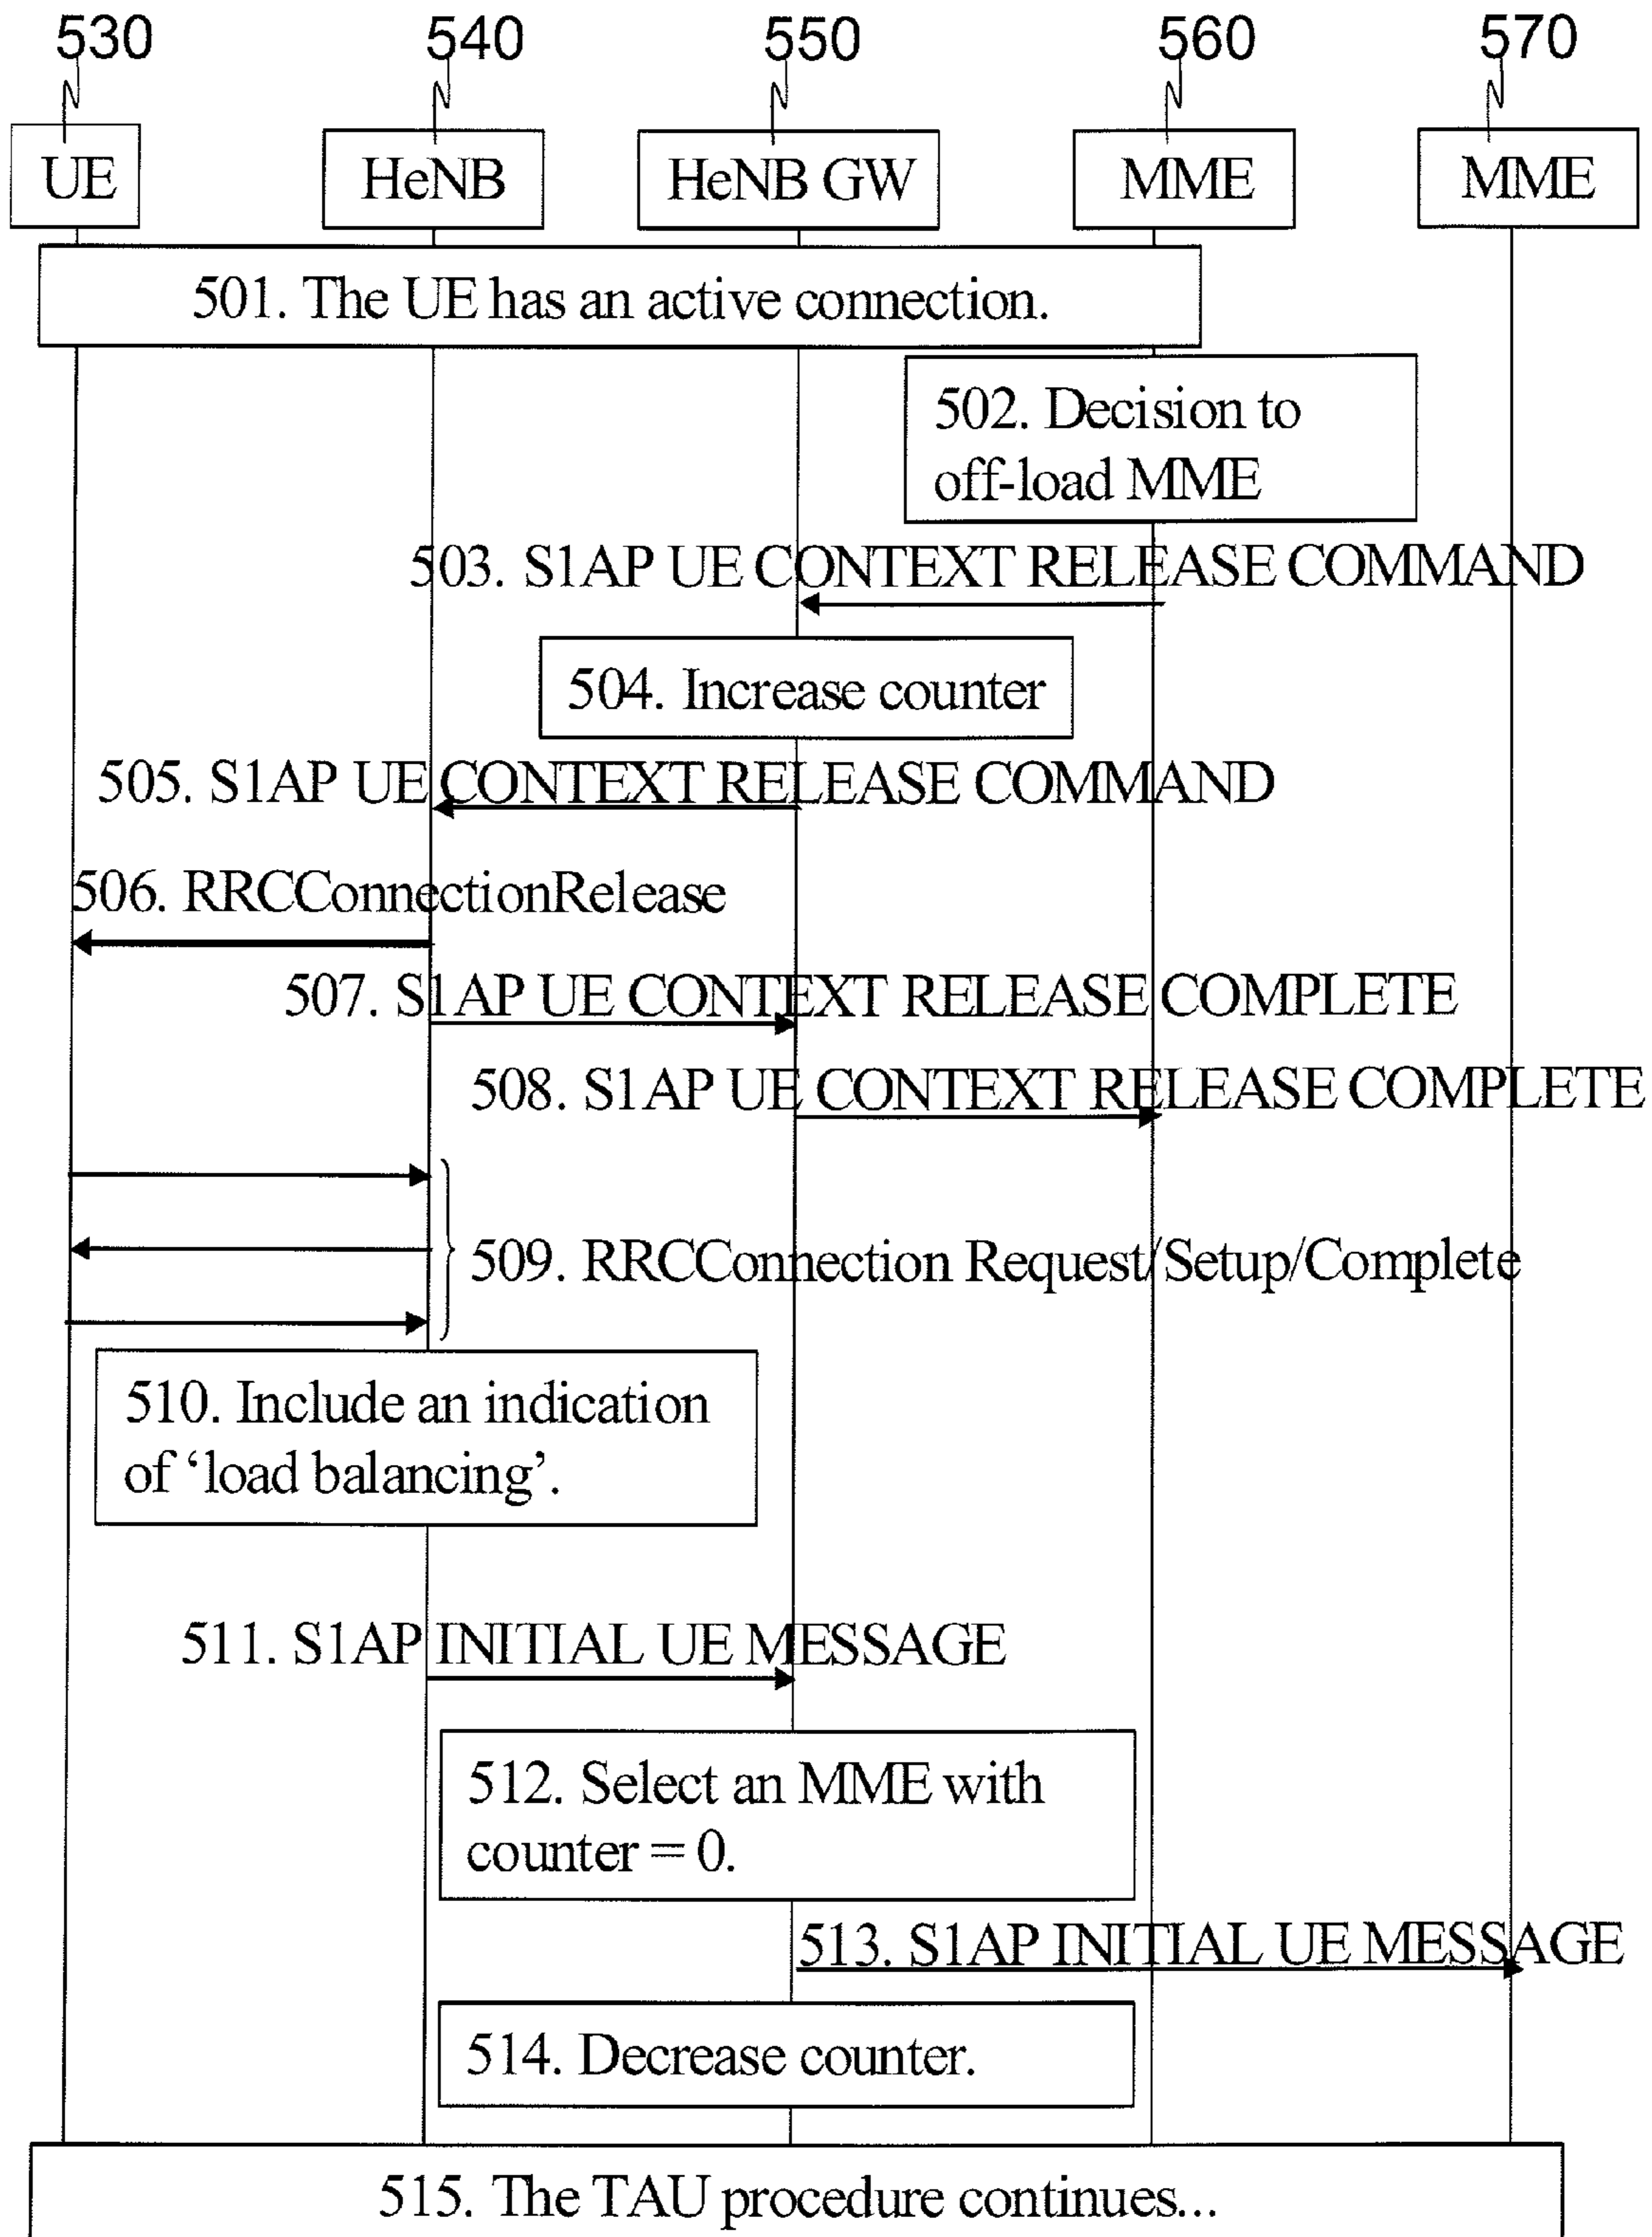 530 540 550 560 570
UE HeNB HeNB GW MME MME
501. The UE has an active connection.
502. Decision to
off-load MME
503. S1AP UE CONTEXT RELEASE COMMAND
504. Increase counter
505. S1AP UE CONTEXT RELEASE COMMAND
506. RRCConnectionRelease
507. S1AP UE CONTEXT RELEASE COMPLETE
508. S1AP UE CONTEXT RELEASE COMPLETE
509. RRCConnection Request/Setup/Complete
510. Include an indication
of ‘load balancing’.
511. S1AP INITIAL UE MESSAGE
512. Select an MME with
counter = 0.
513. S1AP INITIAL UE MESSAGE
514. Decrease counter.
515. The TAU procedure continues...